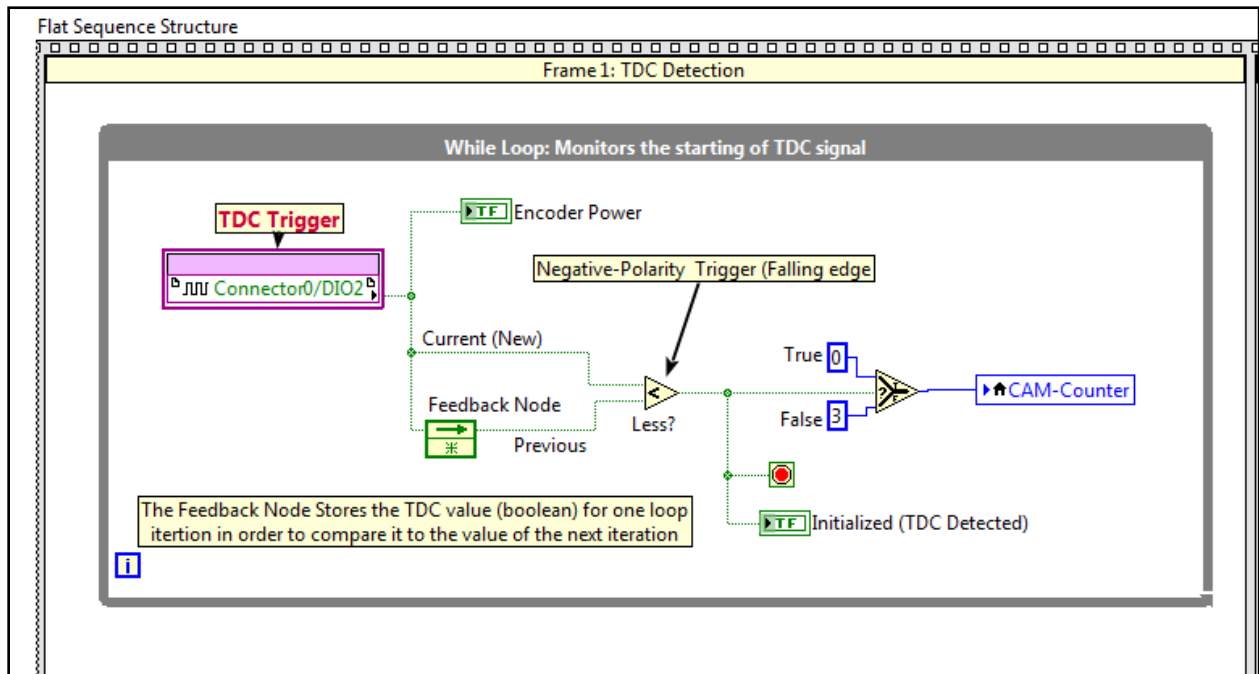 Flat Sequence Structure
Frame 1: TDC Detection
While Loop: Monitors the starting of TDC signal
TDC Trigger
Connector0/DIO2
TF
Encoder Power
Negative-Polarity Trigger (Falling edge
Current (New)
Feedback Node
Previous
<
Less?
True 0
False 3
?
T
F
CAM-Counter
TF
Initialized (TDC Detected)
The Feedback Node Stores the TDC value (boolean) for one loop
itertion in order to compare it to the value of the next iteration
i